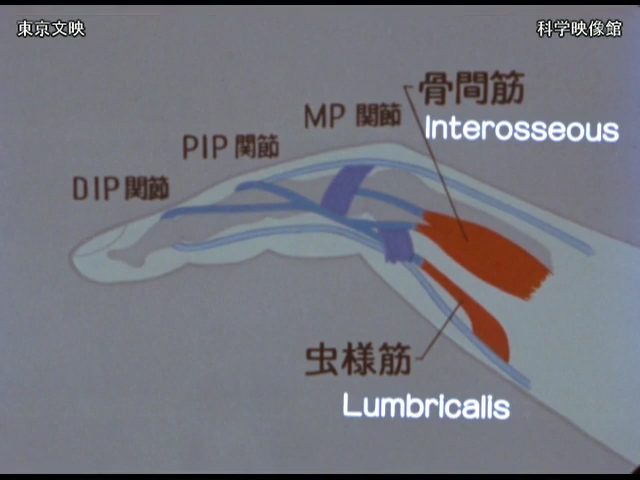 東京文映
科学映像館
骨間筋
Interosseous
MP 関節
PIP 関節
DIP 関節
虫様筋
Lumbricalis